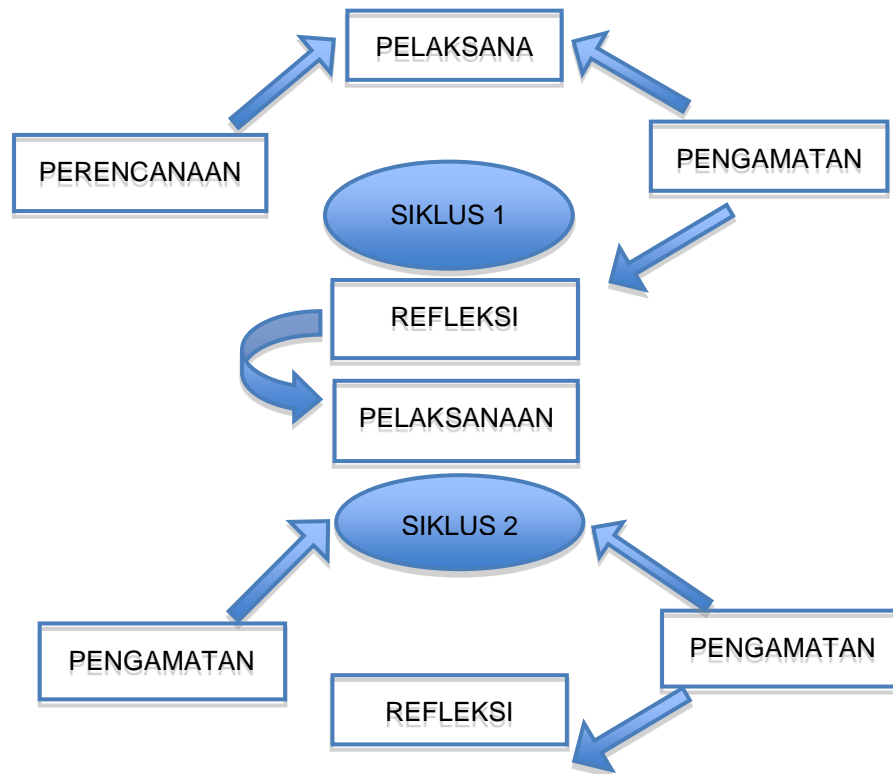 PELAKSANA
PERENCANAAN
PENGAMATAN
SIKLUS 1
REFLEKSI
PELAKSANAAN
SIKLUS 2
PENGAMATAN
PENGAMATAN
REFLEKSI